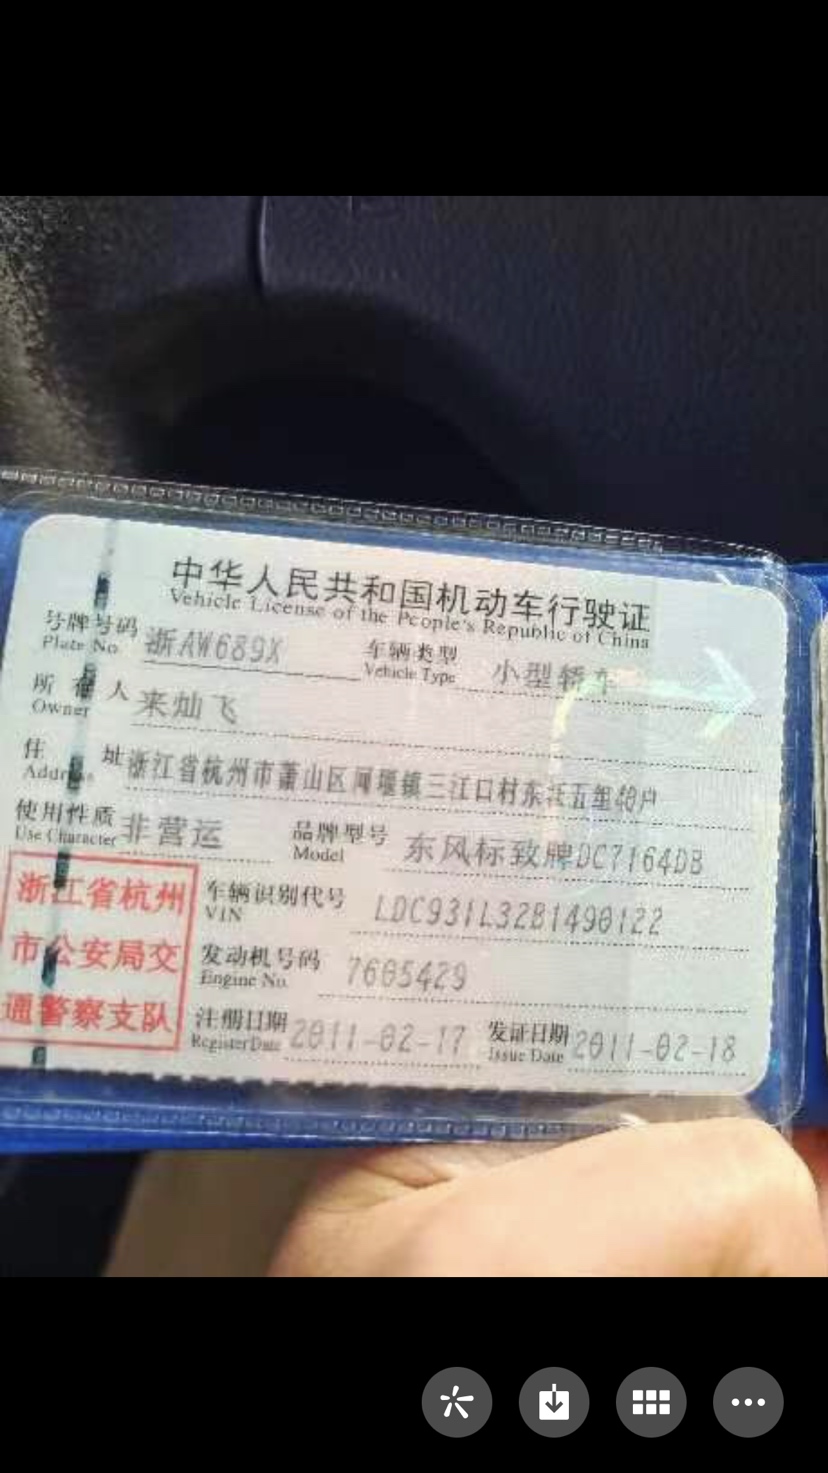 中华人民共和国机动车行驶证
Vehicle License of the People's Republic of China
号牌号码 浙AW689X 车辆类型 小型轿车
Plate No. Vehicle Type
所有人 来灿飞
Owner
住址 浙江省杭州市萧山区闻堰镇三江口村东汪五组48户
Address
使用性质 非营运 品牌型号 东风标致牌DC7164DB
Use Character Model
浙江省杭州
市公安局交
通警察支队
车辆识别代号 LDC931L32B1490122
VIN
发动机号码 7605429
Engine No.
注册日期 2011-02-17 发证日期 2011-02-18
Register Date Issue Date